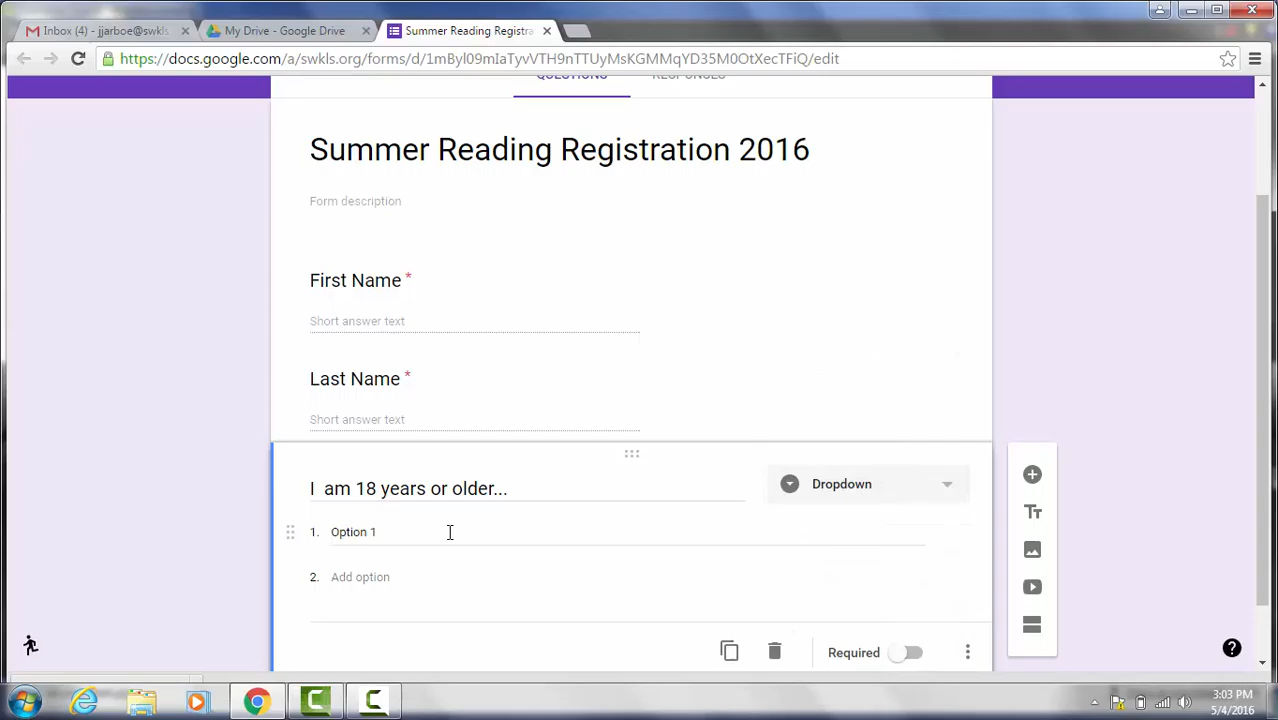 Inbox (4) - jjarboe@swkls
My Drive - Google Drive
Summer Reading Registra
https://docs.google.com/a/swkls.org/forms/d/1mByl09mIaTyvVTH9nTTUyMsKGMMqYD35M0OtXecTFiQ/edit
QUESTIONS RESPONSES
Summer Reading Registration 2016
Form description
First Name *
Short answer text
Last Name *
Short answer text
I  am 18 years or older...
Dropdown
1. Option 1
2. Add option
Required
3:03 PM
5/4/2016